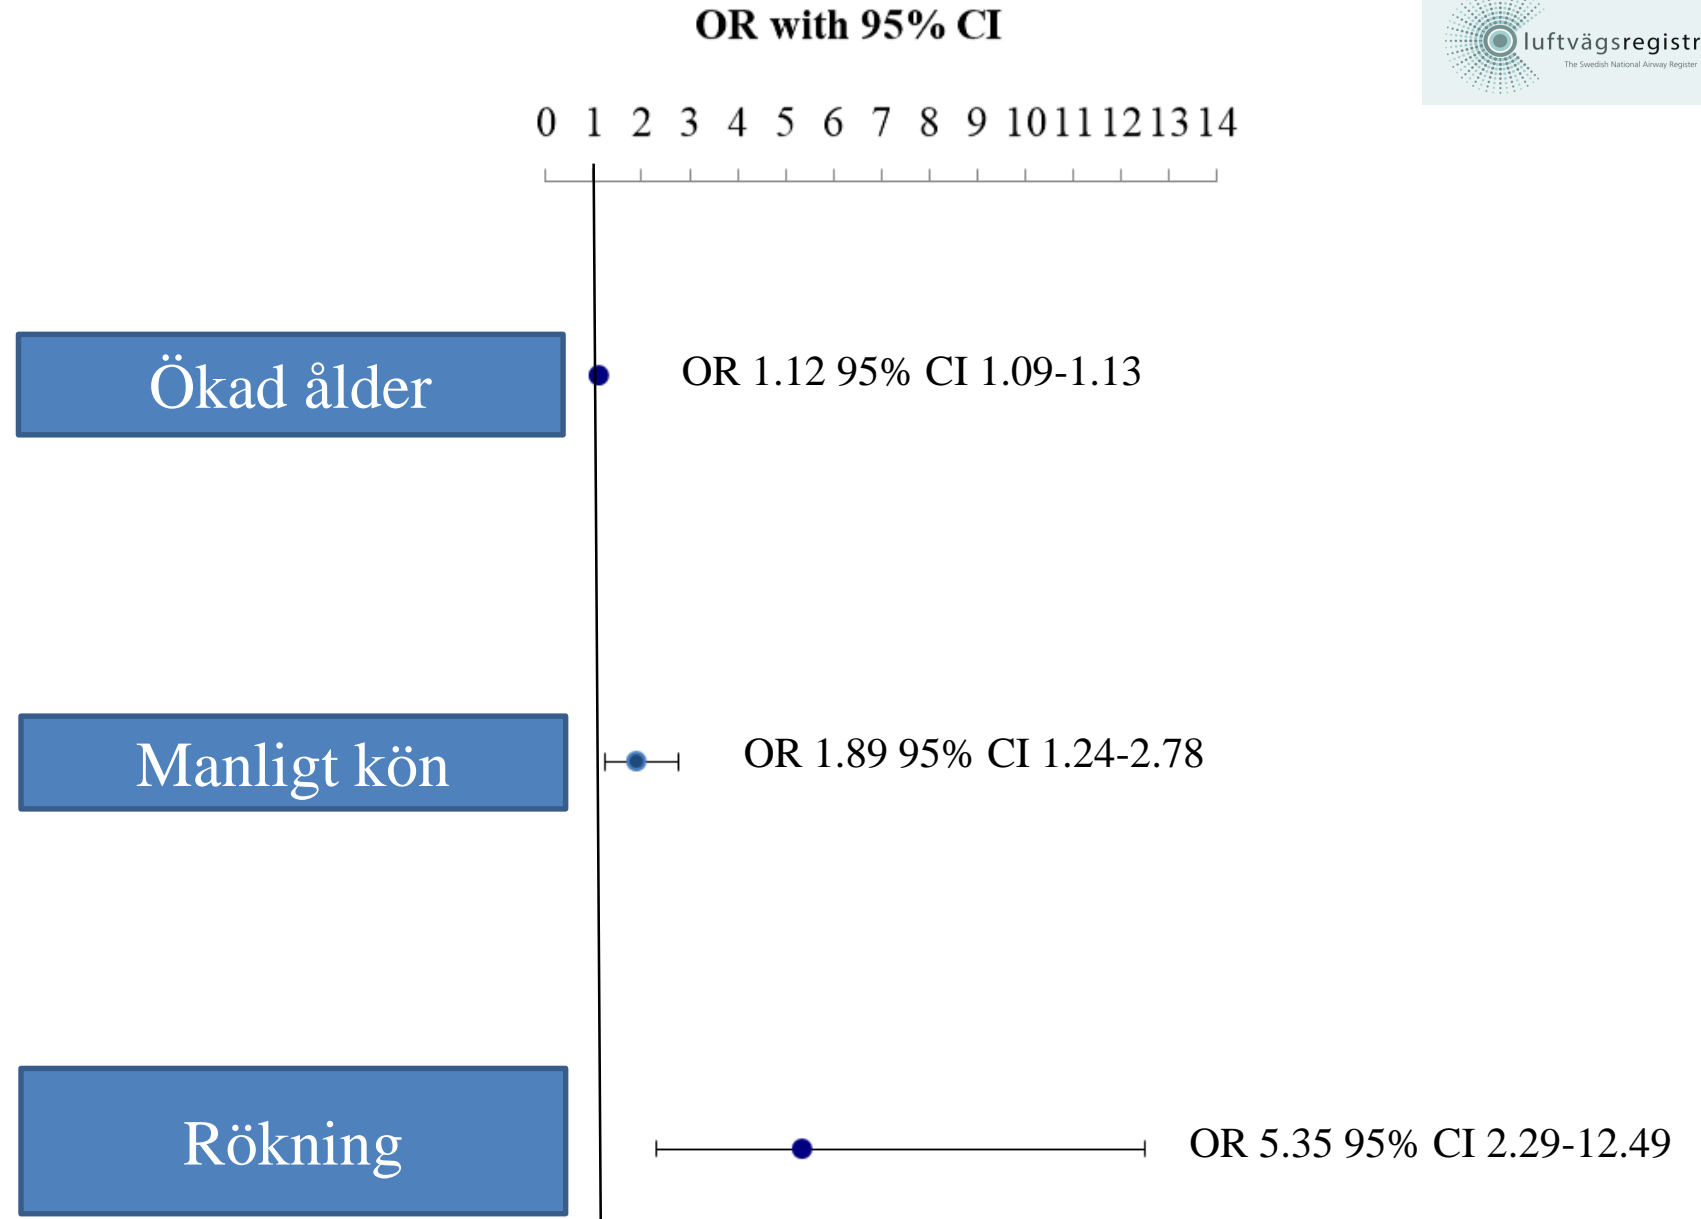 OR with 95% CI
luftvägsregistr
The Swedish National Airway Register
0 1 2 3 4 5 6 7 8 9 10 11 12 13 14
Ökad ålder
OR 1.12 95% CI 1.09-1.13
Manligt kön
OR 1.89 95% CI 1.24-2.78
Rökning
OR 5.35 95% CI 2.29-12.49